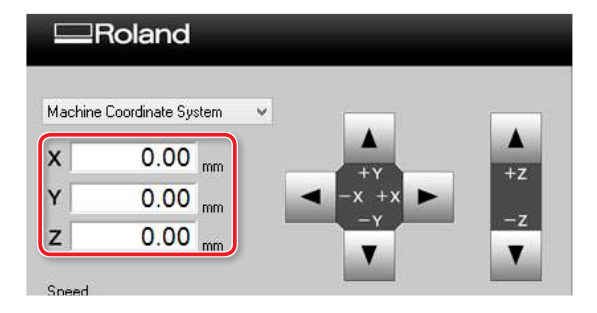 Roland
Machine Coordinate System
X 0.00 mm
Y 0.00 mm
Z 0.00 mm
+Y
-X +X
-Y
+Z
-Z
Speed